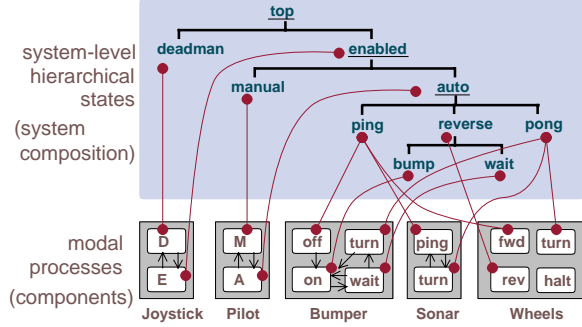 top
system-level
hierarchical
states
(system
composition)
deadman
enabled
manual
auto
ping
reverse
pong
bump
wait
modal
processes
(components)
D
E
Joystick
M
A
Pilot
off
turn
on
wait
Bumper
ping
turn
Sonar
fwd
turn
rev
halt
Wheels